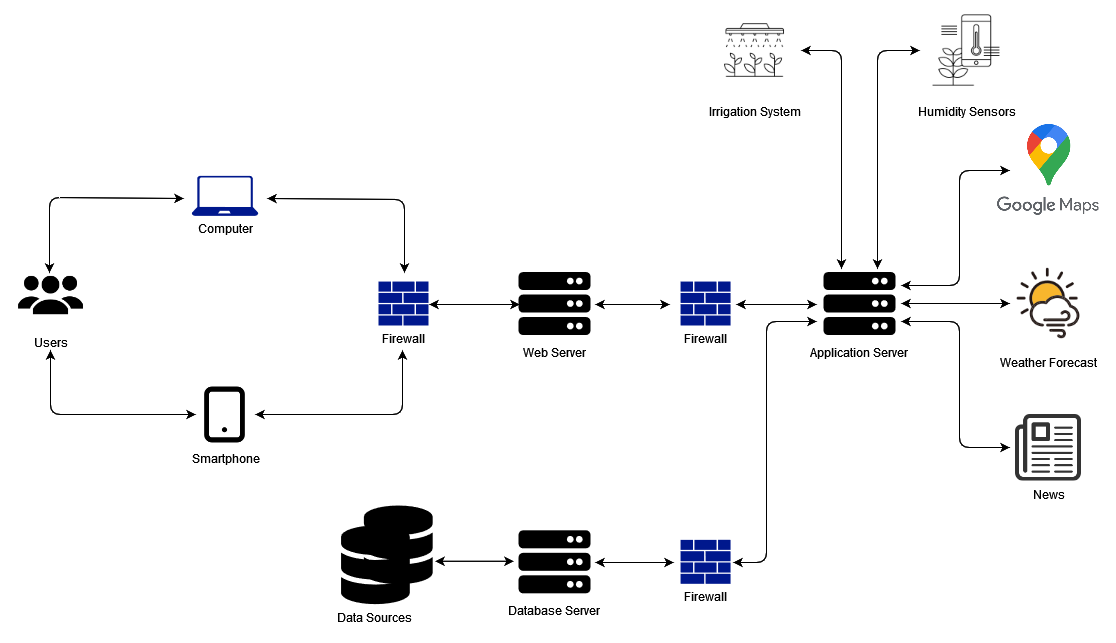 Irrigation System
Humidity Sensors
Google Maps
Computer
Users
Firewall
Web Server
Firewall
Application Server
Weather Forecast
Smartphone
News
Data Sources
Database Server
Firewall